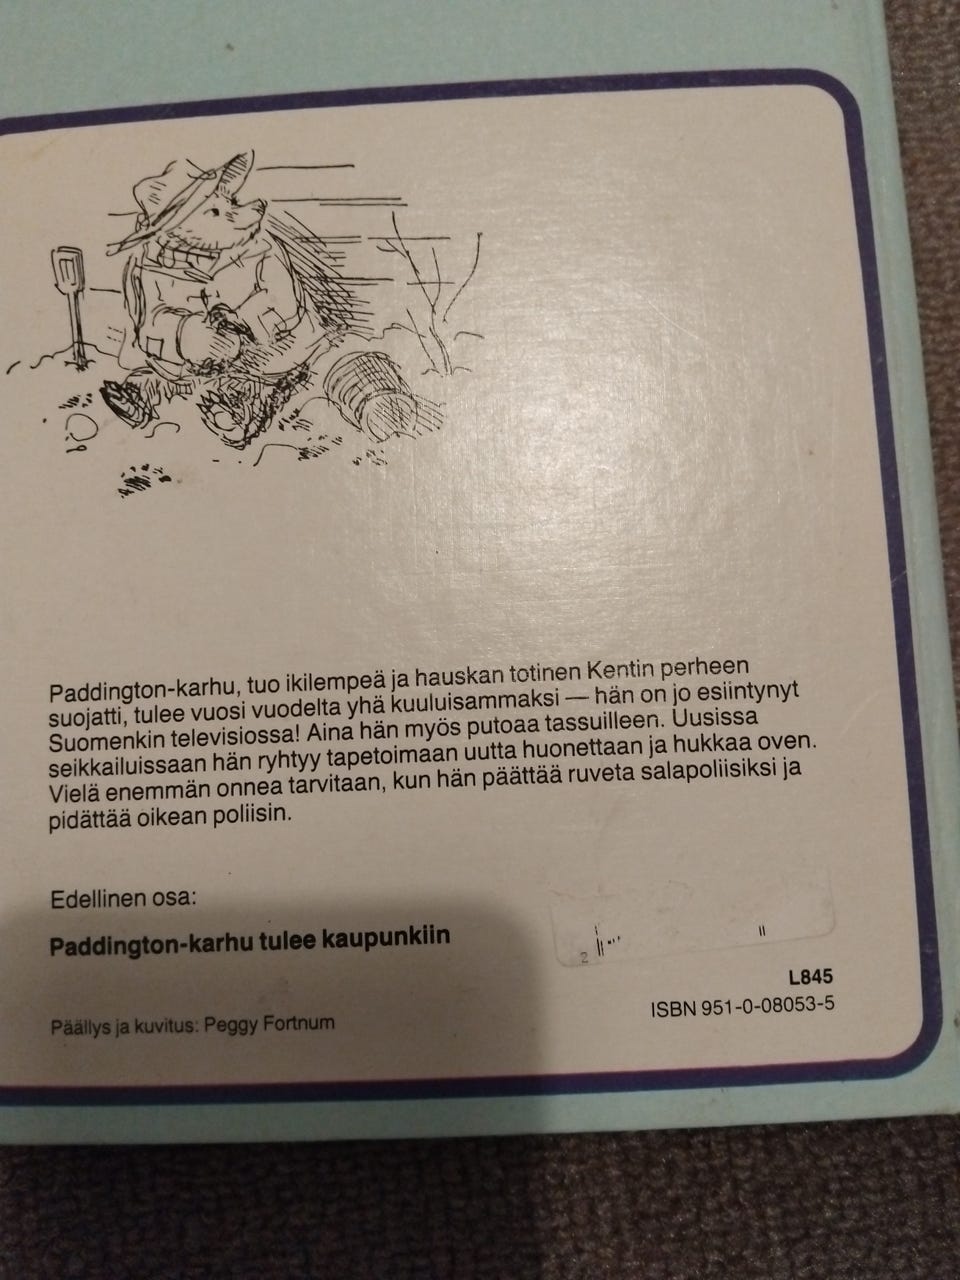 Paddington-karhu, tuo ikilempeä ja hauskan totinen Kentin perheen
suojatti, tulee vuosi vuodelta yhä kuuluisammaksi — hän on jo esiintynyt
Suomenkin televisiossa! Aina hän myös putoaa tassuilleen. Uusissa
seikkailuissaan hän ryhtyy tapetoimaan uutta huonettaan ja hukkaa oven.
Vielä enemmän onnea tarvitaan, kun hän päättää ruveta salapoliisiksi ja
pidättää oikean poliisin.
Edellinen osa:
Paddington-karhu tulee kaupunkiin
Päällys ja kuvitus: Peggy Fortnum
2
L845
ISBN 951-0-08053-5